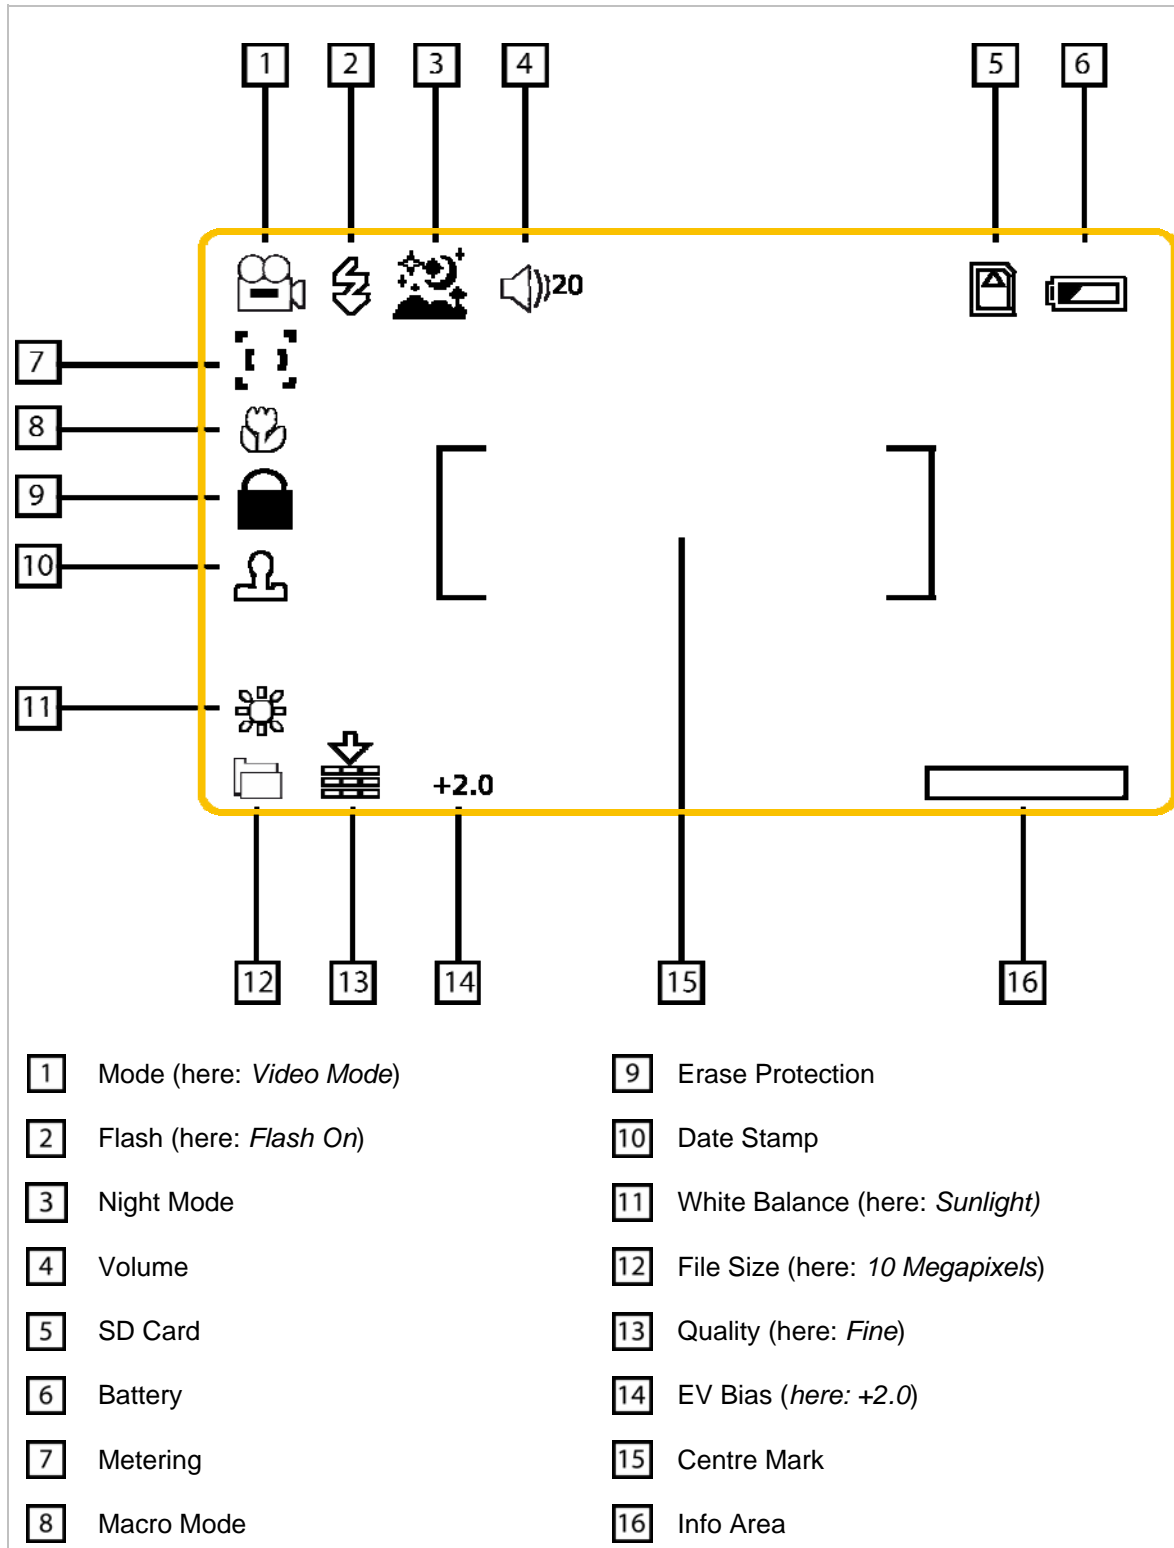 1 2 3 4 5 6
20
7
8
9
10
11
+2.0
12 13 14 15 16
1 Mode (here: Video Mode)
2 Flash (here: Flash On)
3 Night Mode
4 Volume
5 SD Card
6 Battery
7 Metering
8 Macro Mode
9 Erase Protection
10 Date Stamp
11 White Balance (here: Sunlight)
12 File Size (here: 10 Megapixels)
13 Quality (here: Fine)
14 EV Bias (here: +2.0)
15 Centre Mark
16 Info Area